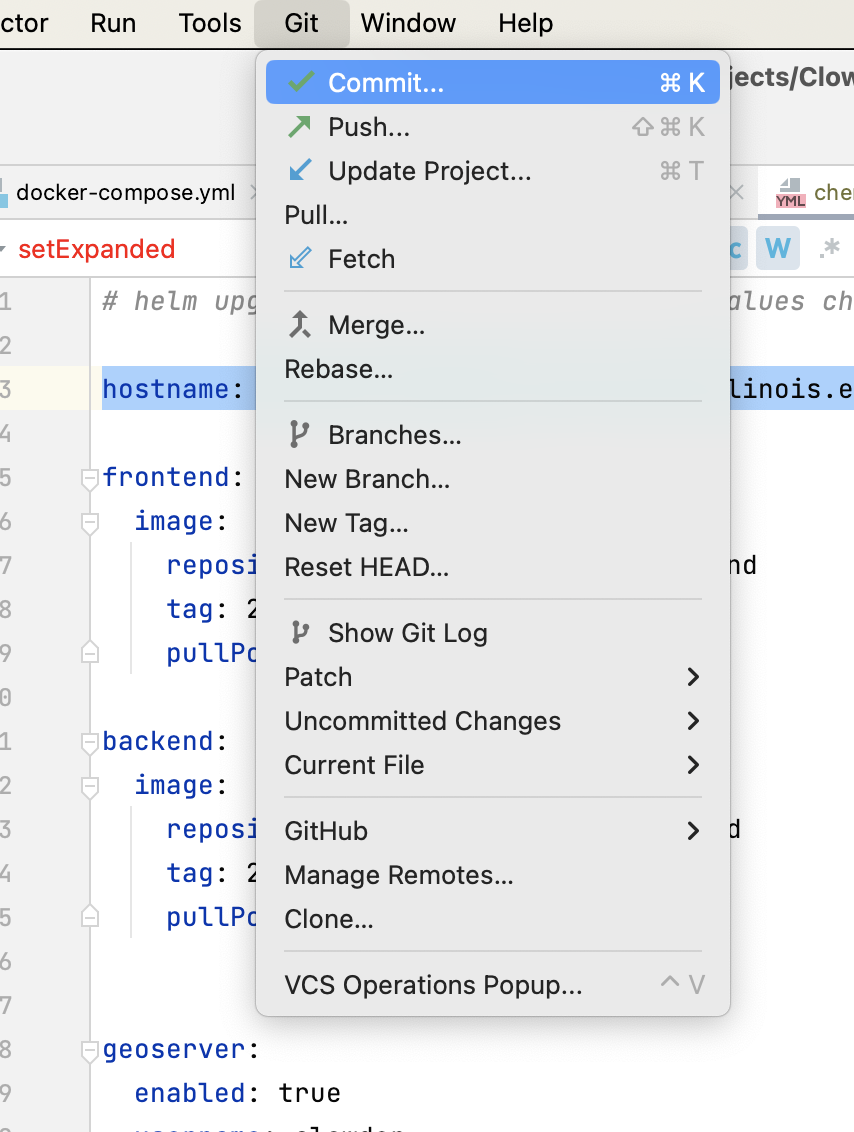 ctor Run Tools Git Window Help
jects/Clow
Commit... ⌘ K
Push... ⇧ ⌘ K
Update Project... ⌘ T
docker-compose.yml YML che
Pull...
setExpanded c W .*
Fetch
1 # helm upg alues ch
Merge...
2
Rebase...
3 hostname: linois.e
4 Branches...
5 frontend:
New Branch...
6 image:
New Tag...
7 reposi nd
Reset HEAD...
8 tag: 2
Show Git Log
9 pullPo
Patch
0
Uncommitted Changes
1 backend:
Current File
2 image:
3 reposi d
GitHub
4 tag: 2
Manage Remotes...
5 pullPo
Clone...
6
VCS Operations Popup... ^ V
7
8 geoserver:
9 enabled: true